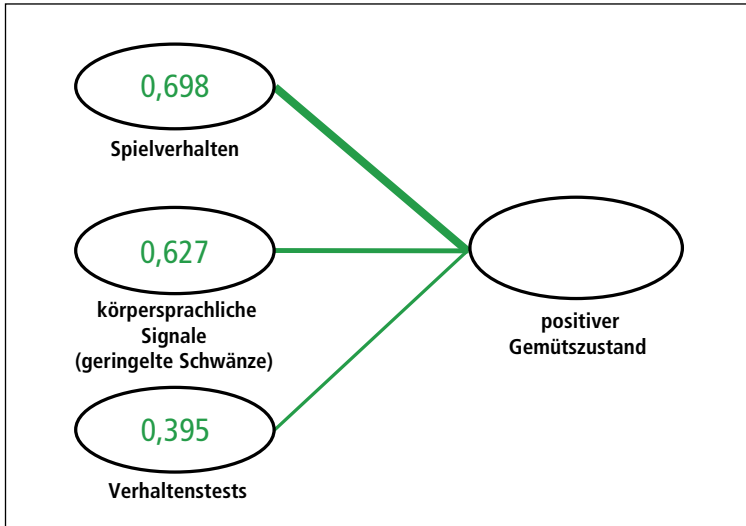 0,698
Spielverhalten
0,627
körpersprachliche
Signale
(geringelte Schwänze)
0,395
Verhaltenstests
positiver
Gemütszustand